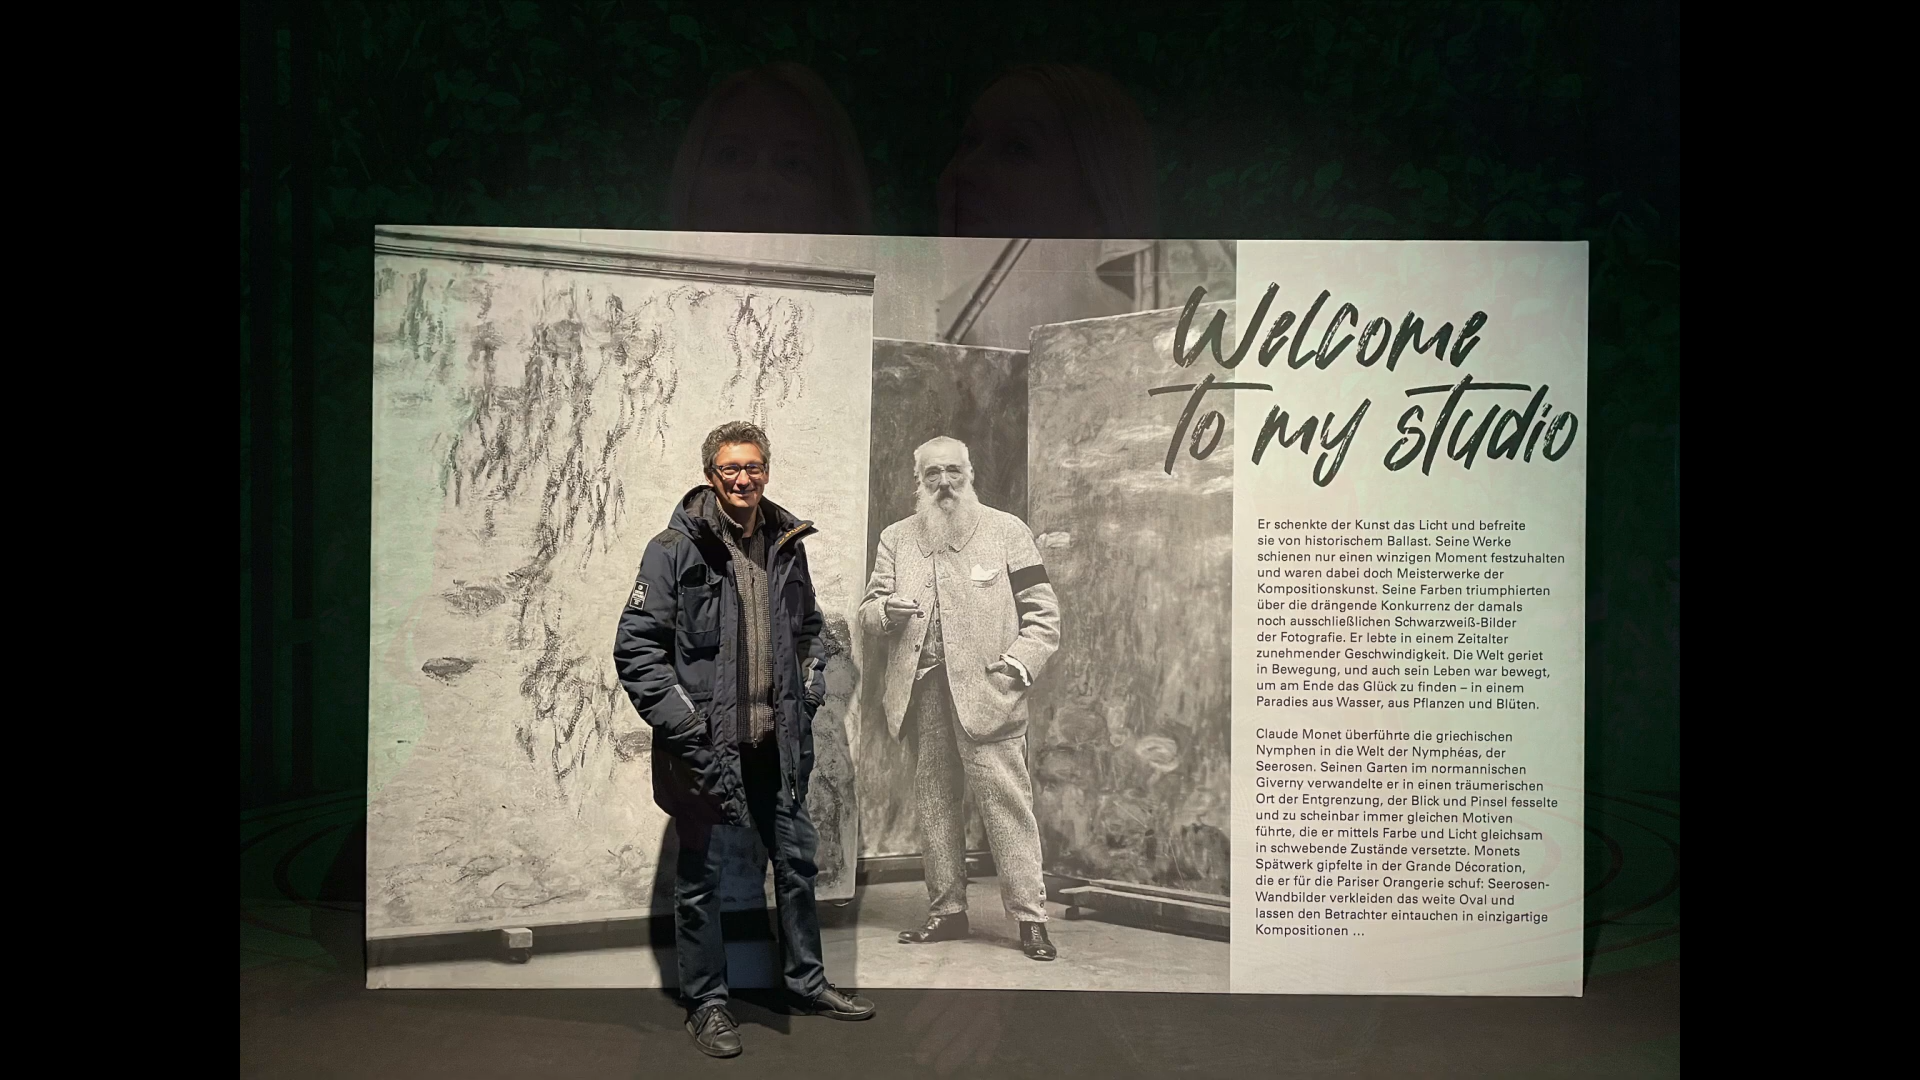 Welcome
to my studio
Er schenkte der Kunst das Licht und befreite
sie von historischem Ballast. Seine Werke
schienen nur einen winzigen Moment festzuhalten
und waren dabei doch Meisterwerke der
Kompositionskunst. Seine Farben triumphierten
über die drängende Konkurrenz der damals
noch ausschließlichen Schwarzweiß-Bilder
der Fotografie. Er lebte in einem Zeitalter
zunehmender Geschwindigkeit. Die Welt geriet
in Bewegung, und auch sein Leben war bewegt,
um am Ende das Glück zu finden – in einem
Paradies aus Wasser, aus Pflanzen und Blüten.
Claude Monet überführte die griechischen
Nymphen in die Welt der Nymphéas, der
Seerosen. Seinen Garten im normannischen
Giverny verwandelte er in einen träumerischen
Ort der Entgrenzung, der Blick und Pinsel fesselte
und zu scheinbar immer gleichen Motiven
führte, die er mittels Farbe und Licht gleichsam
in schwebende Zustände versetzte. Monets
Spätwerk gipfelte in der Grande Décoration,
die er für die Pariser Orangerie schuf: Seerosen-
Wandbilder verkleiden das weite Oval und
lassen den Betrachter eintauchen in einzigartige
Kompositionen ...